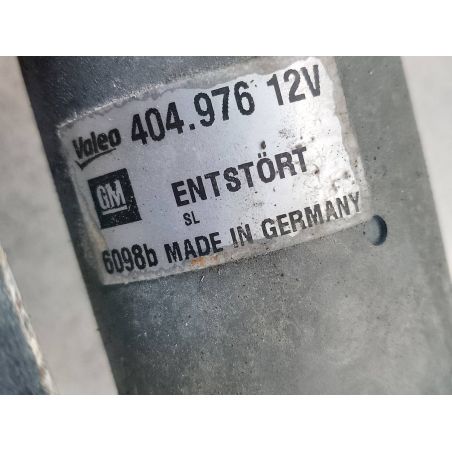 Valeo 404.976 12V
GM ENTSTÖRT
SL
6098b MADE IN GERMANY